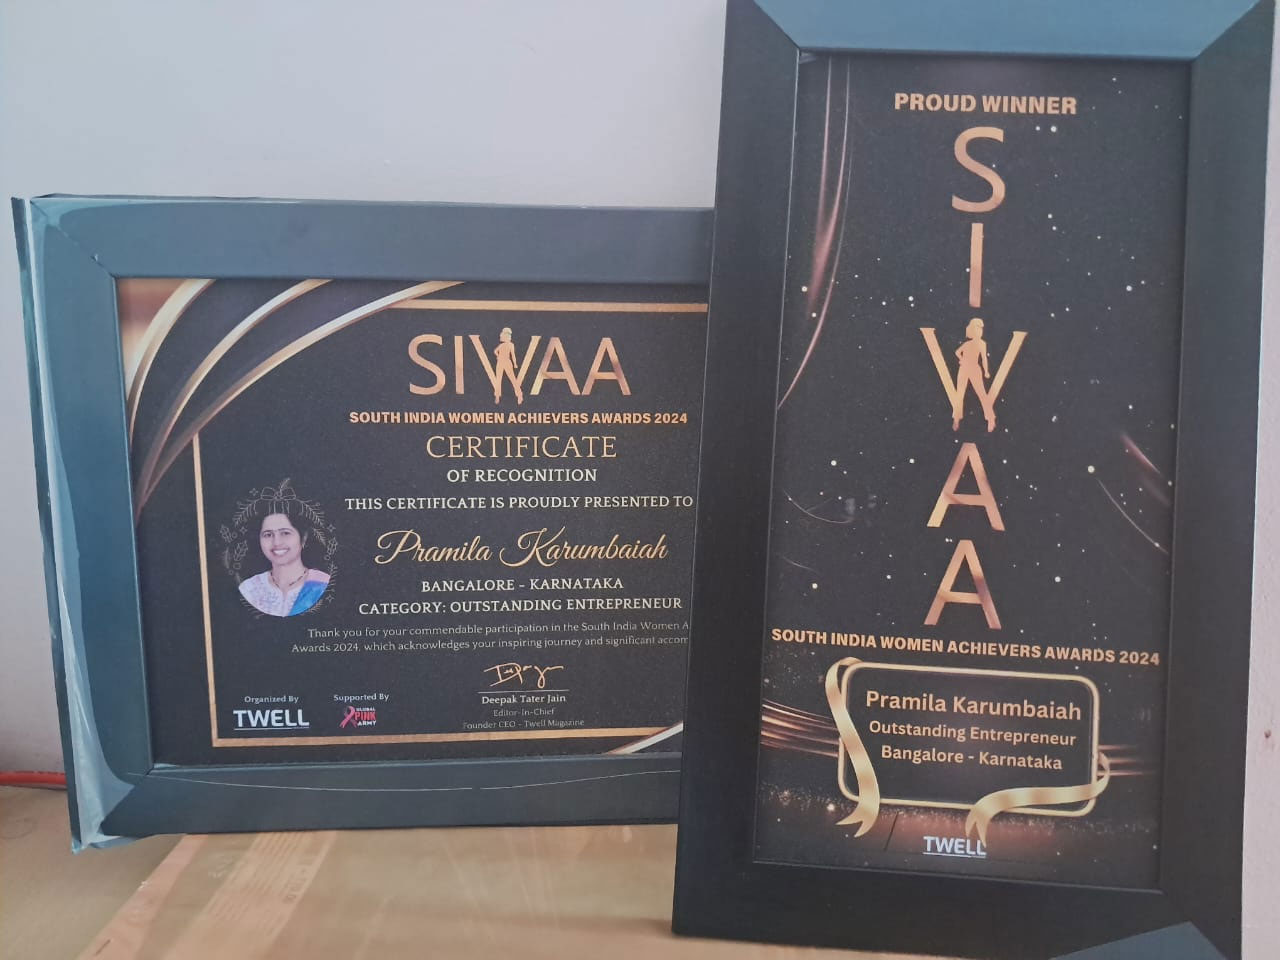 SIWAA
SOUTH INDIA WOMEN ACHIEVERS AWARDS 2024
CERTIFICATE
OF RECOGNITION
THIS CERTIFICATE IS PROUDLY PRESENTED TO
Pramila Karumbaiah
BANGALORE - KARNATAKA
CATEGORY: OUTSTANDING ENTREPRENEUR
Thank you for your commendable participation in the South India Women
Awards 2024, which acknowledges your inspiring journey and significant
Deepak Tater Jain
Editor-In-Chief
Founder CEO - Twell Magazine
Organized By
TWELL
Supported By
GLOBAL
PINK
ARMY
PROUD WINNER
S
I
W
A
A
SOUTH INDIA WOMEN ACHIEVERS AWARDS 2024
Pramila Karumbaiah
Outstanding Entrepreneur
Bangalore - Karnataka
TWELL